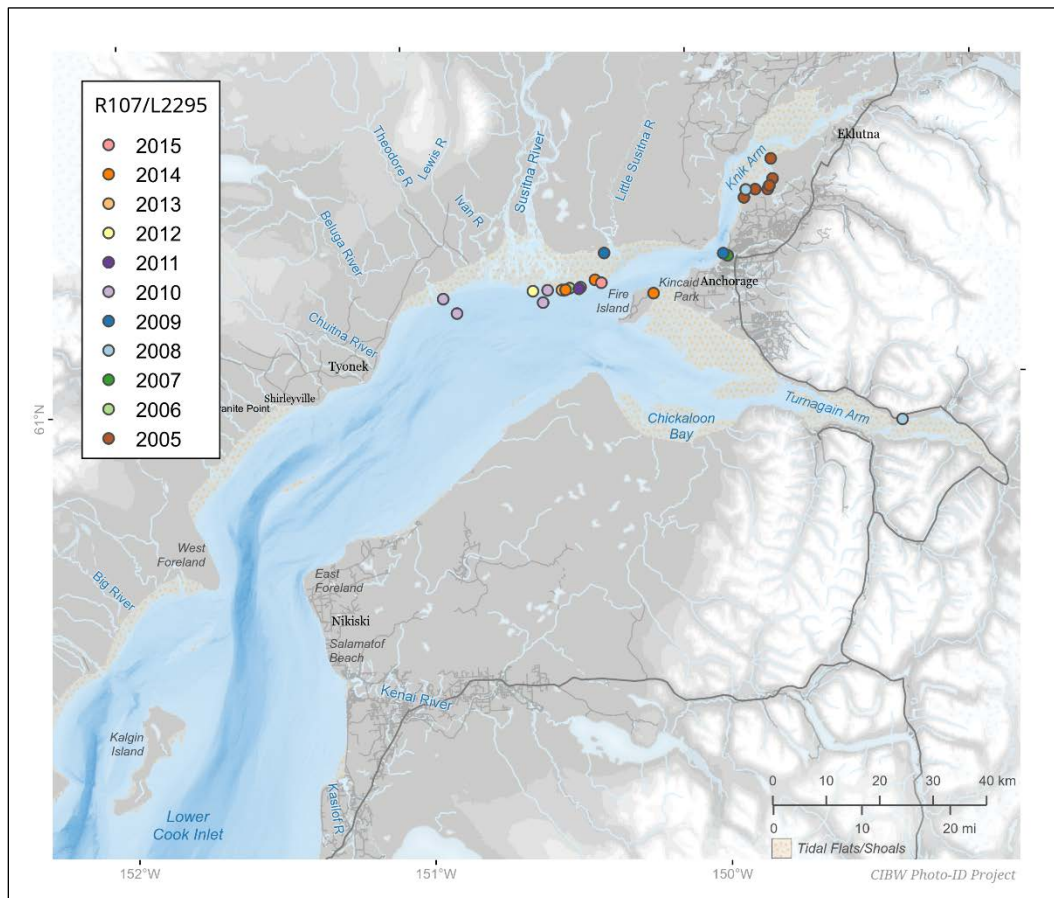 R107/L2295
2015
2014
2013
2012
2011
2010
2009
2008
2007
2006
2005
Theodore R
Lewis R
Ivan R
Susitna River
Little Susitna R
Beluga River
Chuitna River
Knik Arm
Eklutna
Kincaid
Park
Anchorage
Fire
Island
Tyonek
Shirleyville
Point
61°N
Chickaloon
Bay
Turnagain Arm
West
Foreland
East
Foreland
Big River
Nikiski
Salamatof
Beach
Kenai River
Kalgin
Island
Kasilof R
Lower
Cook Inlet
0 10 20 30 40 km
0 10 20 mi
Tidal Flats/Shoals
152°W
151°W
150°W
CIBW Photo-ID Project